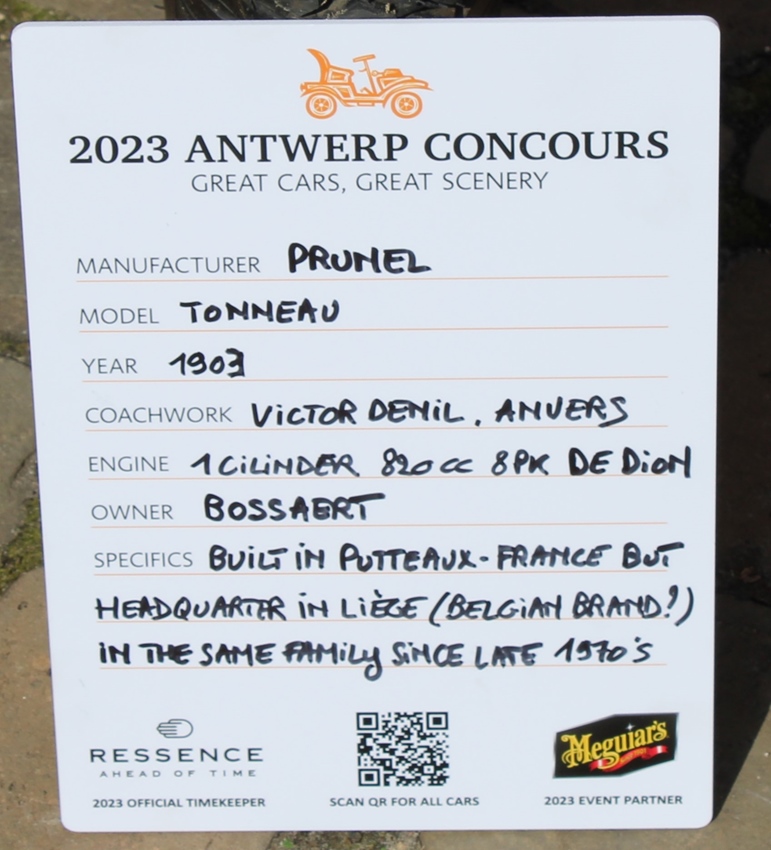 2023 ANTWERP CONCOURS
GREAT CARS, GREAT SCENERY
MANUFACTURER PRUNEL
MODEL TONNEAU
YEAR 1903
COACHWORK VICTOR DENIL, ANVERS
ENGINE 1 CILINDER 820cc 8PK DE DION
OWNER BOSSAERT
SPECIFICS BUILT IN PUTTEAUX-FRANCE BUT
HEADQUARTER IN LIÈGE (BELGIAN BRAND!)
IN THE SAME FAMILY SINCE LATE 1970's
RESSENCE
AHEAD OF TIME
2023 OFFICIAL TIMEKEEPER
SCAN QR FOR ALL CARS
Meguiar's
2023 EVENT PARTNER